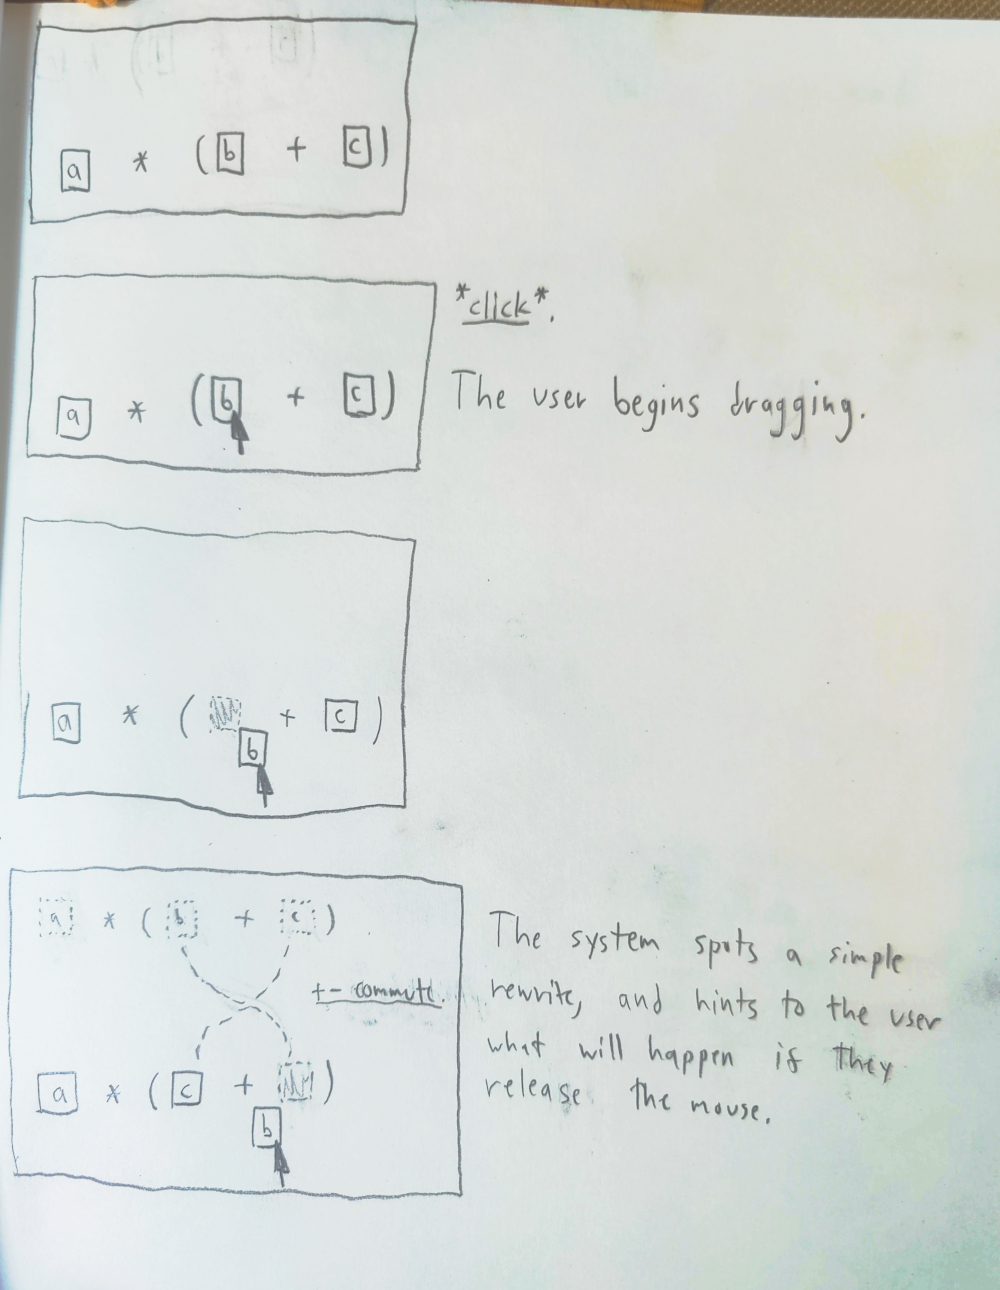 a * (b + c)
*click*.
a * (b + c)
The user begins dragging.
a * ( + c)
b
a * (b + c)
+- commute.
a * (c + )
b
The system spots a simple
rewrite, and hints to the user
what will happen if they
release the mouse.